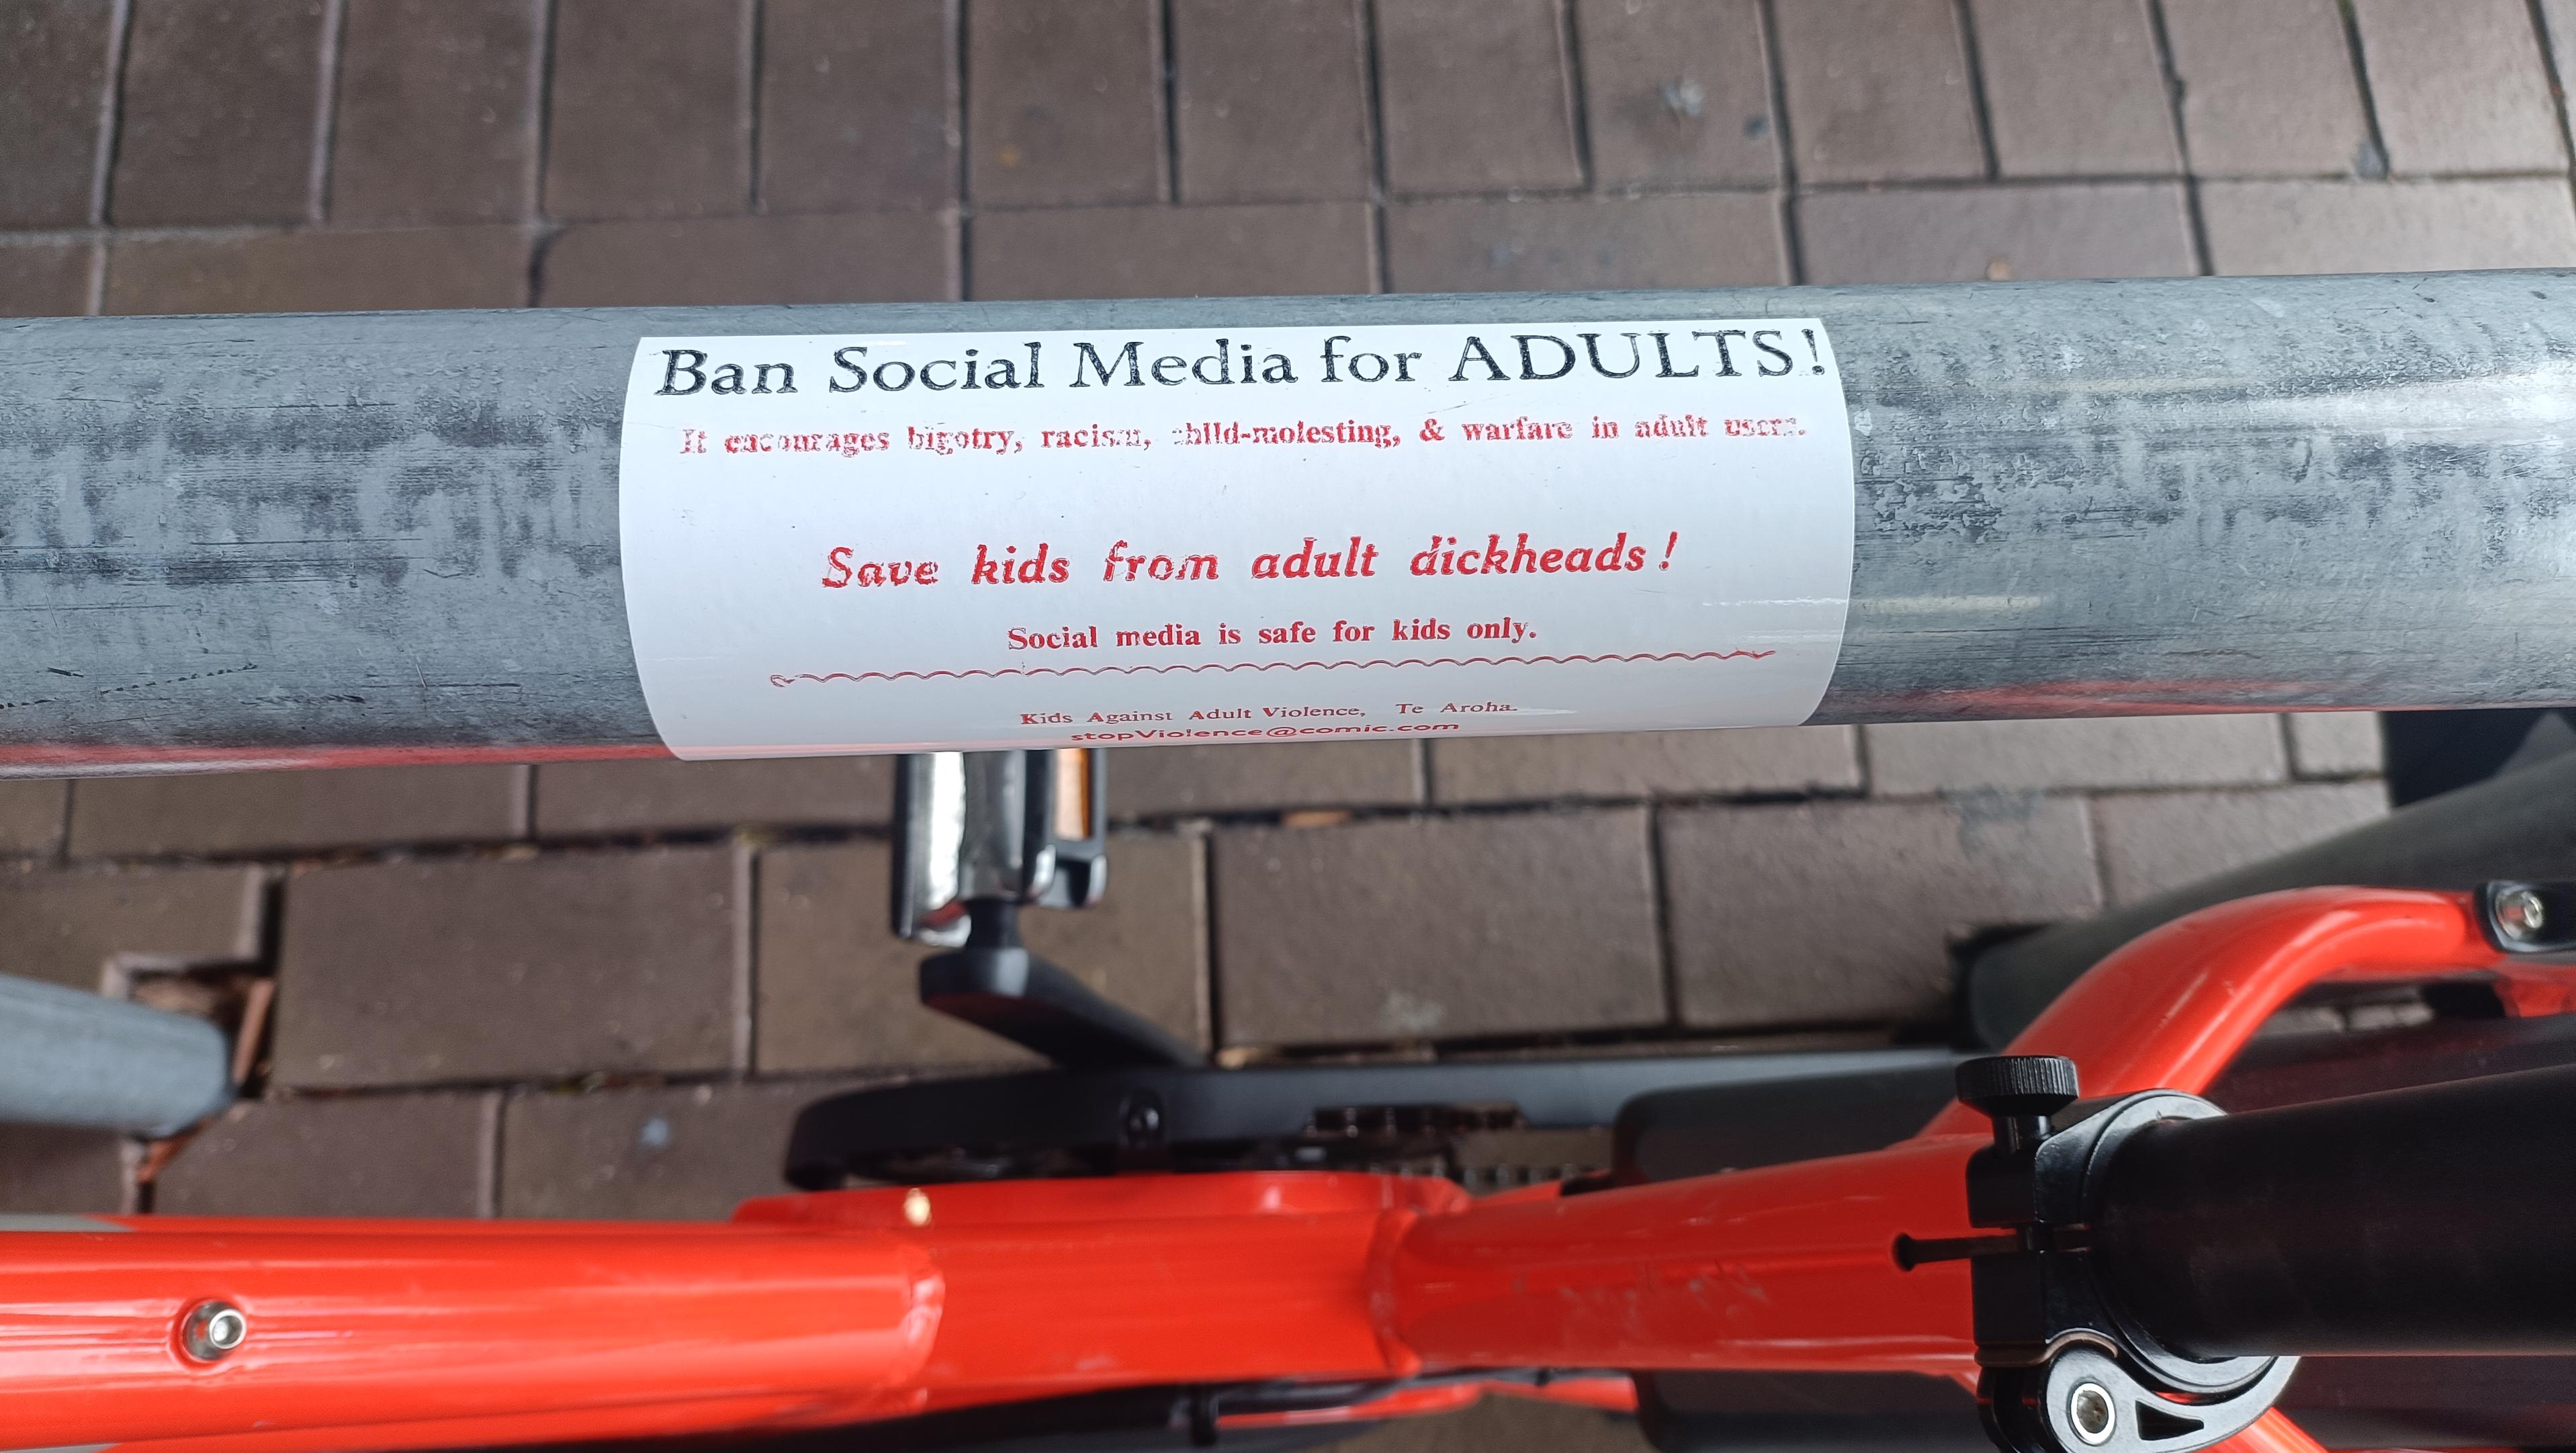 Ban Social Media for ADULTS!
It encourages bigotry, racism, child-molesting, & warfare in adult users.
Save kids from adult dickheads!
Social media is safe for kids only.
Kids Against Adult Violence, Te Aroha.
stopViolence@comic.com